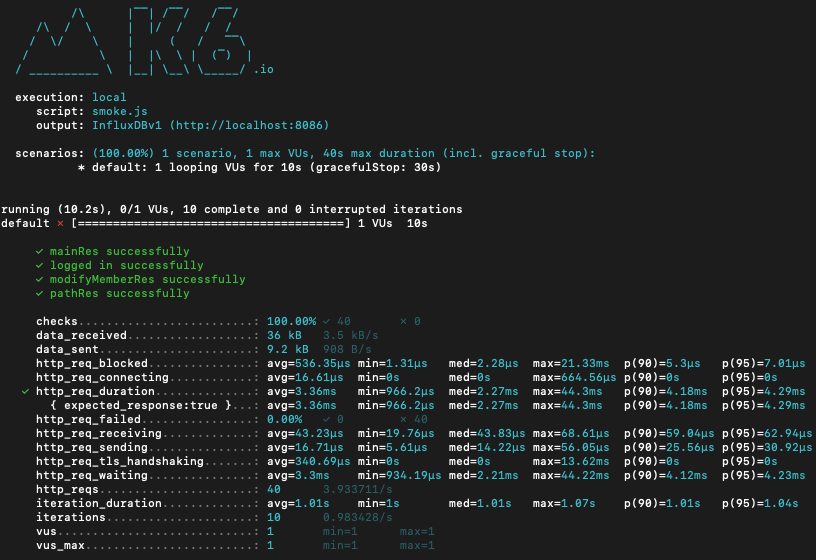 .io
execution: local
script: smoke.js
output: InfluxDBv1 (http://localhost:8086)
scenarios: (100.00%) 1 scenario, 1 max VUs, 40s max duration (incl. graceful stop):
* default: 1 looping VUs for 10s (gracefulStop: 30s)
running (10.2s), 0/1 VUs, 10 complete and 0 interrupted iterations
default ✗ [======================================] 1 VUs  10s
✓ mainRes successfully
✓ logged in successfully
✓ modifyMemberRes successfully
✓ pathRes successfully
checks.........................: 100.00% ✓ 40 ✗ 0
data_received..................: 36 kB 3.5 kB/s
data_sent......................: 9.2 kB 908 B/s
http_req_blocked...............: avg=536.35µs min=1.31µs med=2.28µs max=21.33ms p(90)=5.3µs p(95)=7.01µs
http_req_connecting............: avg=16.61µs min=0s med=0s max=664.56µs p(90)=0s p(95)=0s
✓ http_req_duration..............: avg=3.36ms min=966.2µs med=2.27ms max=44.3ms p(90)=4.18ms p(95)=4.29ms
{ expected_response:true }...: avg=3.36ms min=966.2µs med=2.27ms max=44.3ms p(90)=4.18ms p(95)=4.29ms
http_req_failed................: 0.00% ✓ 0 ✗ 40
http_req_receiving.............: avg=43.23µs min=19.76µs med=43.83µs max=68.61µs p(90)=59.04µs p(95)=62.94µs
http_req_sending...............: avg=16.71µs min=5.61µs med=14.22µs max=56.05µs p(90)=25.56µs p(95)=30.92µs
http_req_tls_handshaking.......: avg=340.69µs min=0s med=0s max=13.62ms p(90)=0s p(95)=0s
http_req_waiting...............: avg=3.3ms min=934.19µs med=2.21ms max=44.22ms p(90)=4.12ms p(95)=4.23ms
http_reqs......................: 40 3.933711/s
iteration_duration.............: avg=1.01s min=1s med=1.01s max=1.07s p(90)=1.01s p(95)=1.04s
iterations.....................: 10 0.983428/s
vus............................: 1 min=1 max=1
vus_max........................: 1 min=1 max=1